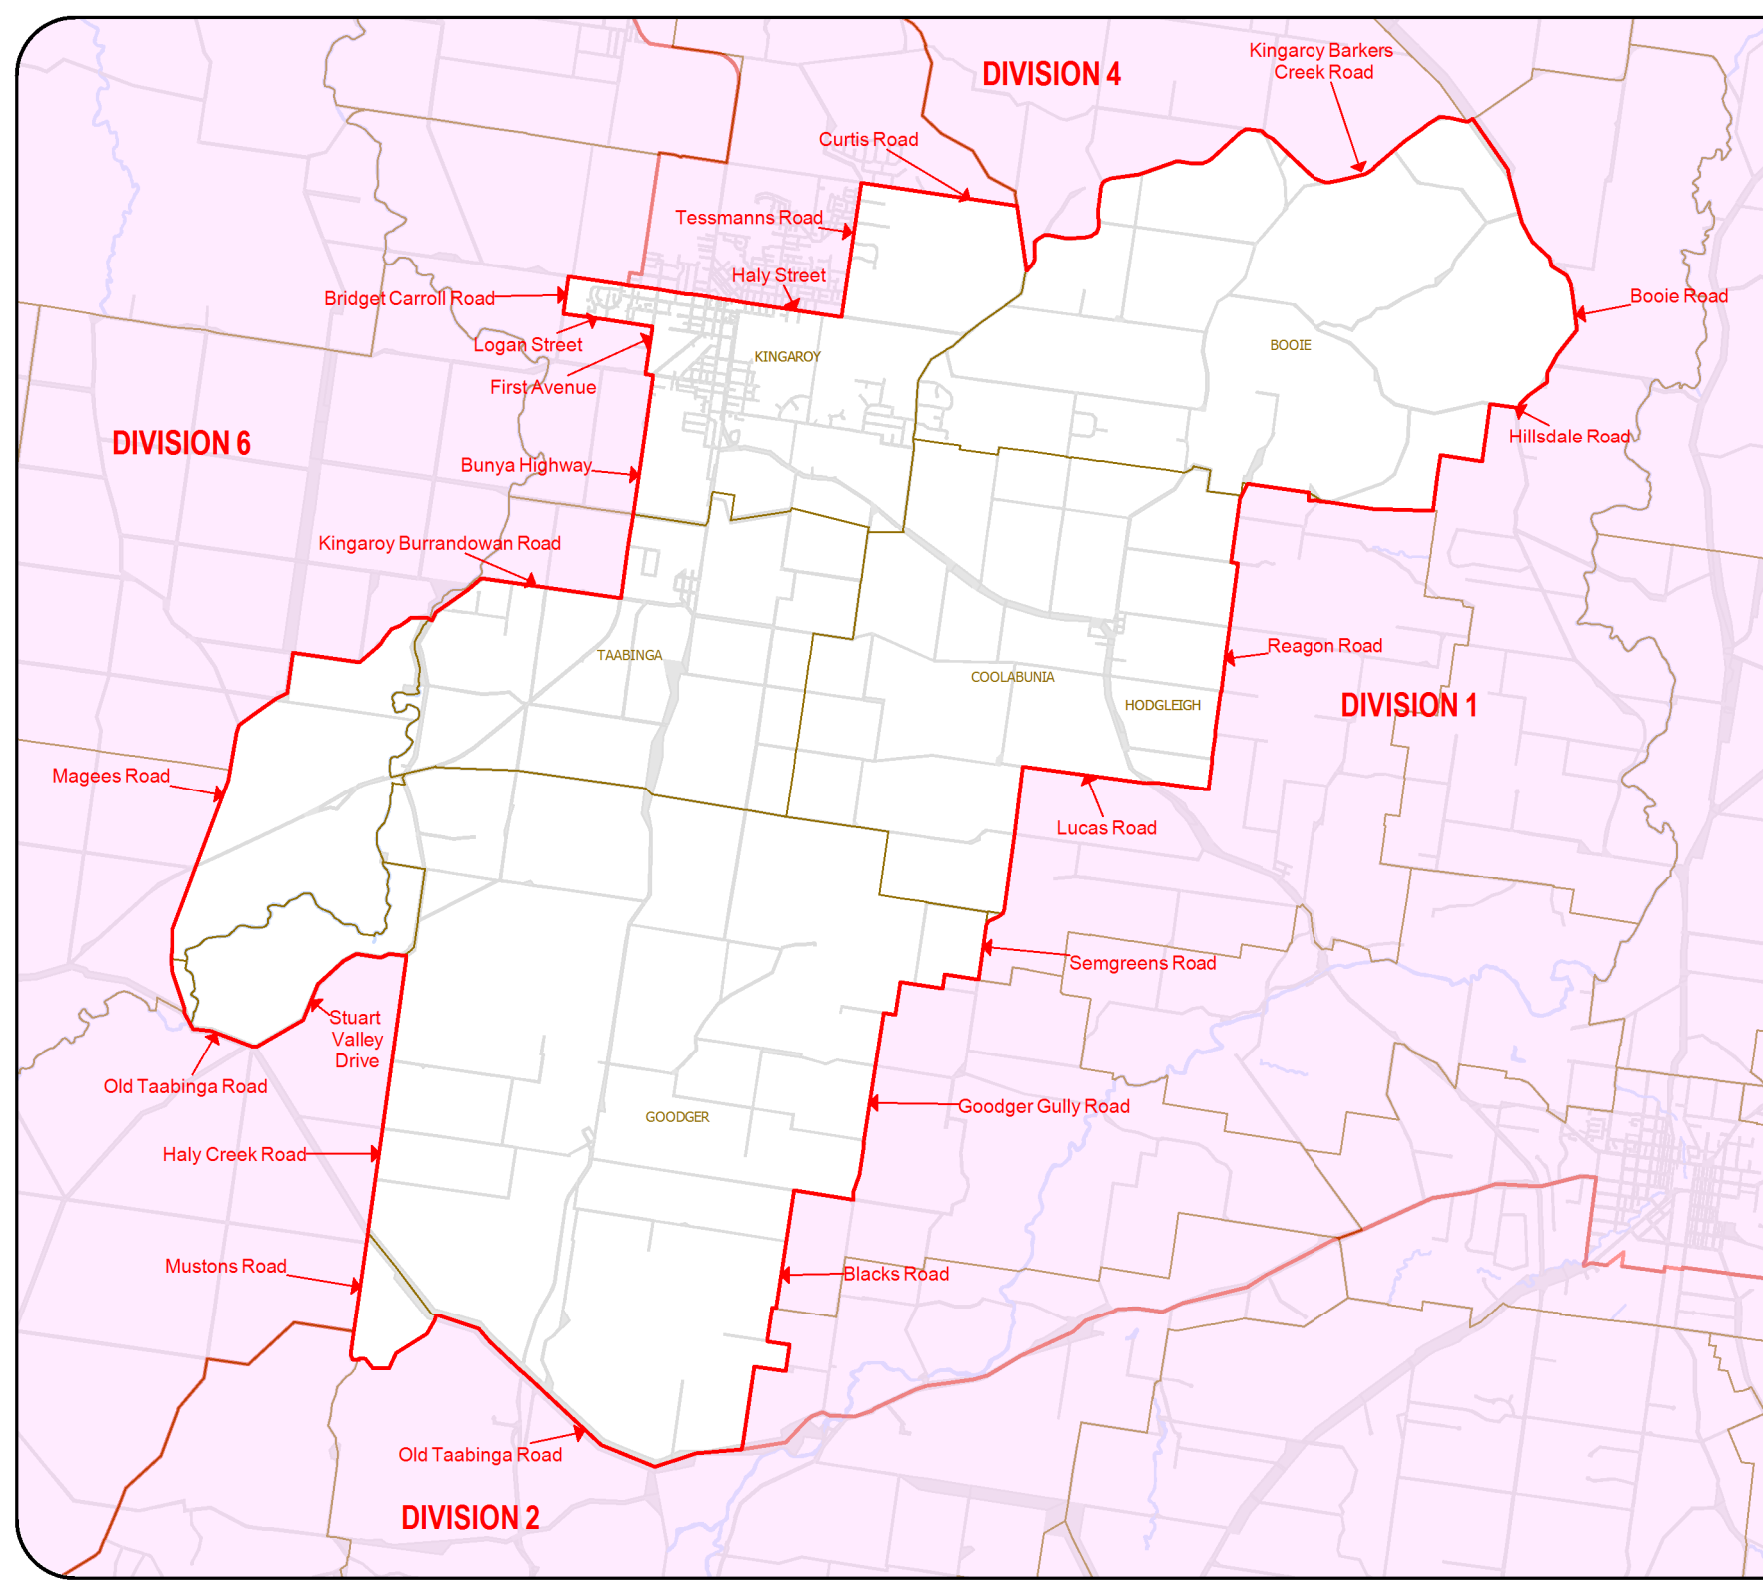 Kingarcy Barkers
Creek Road
DIVISION 4
Curtis Road
Tessmanns Road
Haly Street
Bridget Carroll Road
Booie Road
Logan Street
KINGAROY
BOOIE
First Avenue
DIVISION 6
Hillsdale Road
Bunya Highway
Kingaroy Burrandowan Road
Reagon Road
TAABINGA
COOLABUNIA
HODGLEIGH
DIVISION 1
Magees Road
Lucas Road
Semgreens Road
Stuart
Valley
Drive
Old Taabinga Road
Goodger Gully Road
GOODGER
Haly Creek Road
Mustons Road
Blacks Road
Old Taabinga Road
DIVISION 2